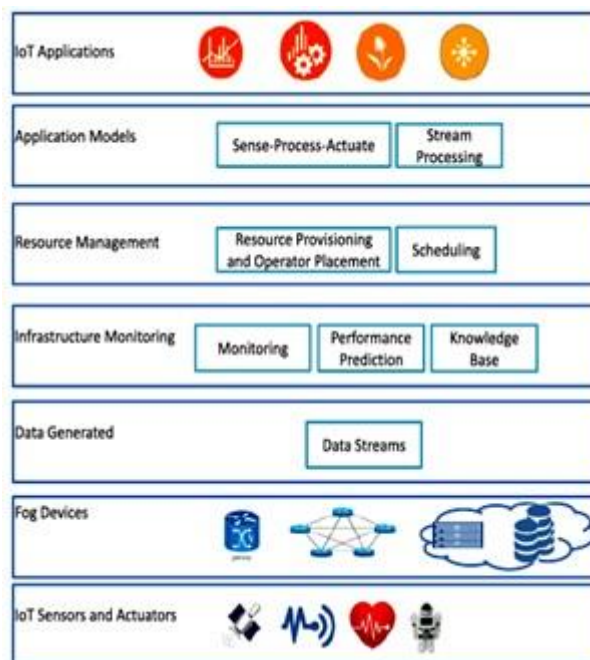 IoT Applications
Application Models
Sense-Process-Actuate
Stream
Processing
Resource Management
Resource Provisioning
and Operator Placement
Scheduling
Infrastructure Monitoring
Monitoring
Performance
Prediction
Knowledge
Base
Data Generated
Data Streams
Fog Devices
IoT Sensors and Actuators